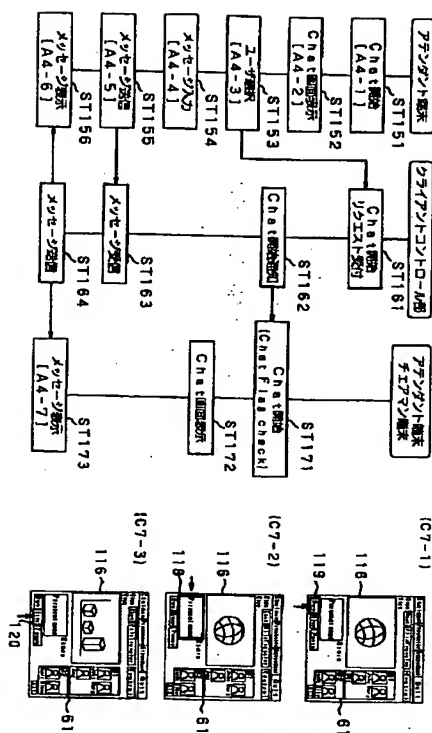 アテンダント端末
ST151
Chat開始
[A4-1]
ST152
Chat画面表示
[A4-2]
ST153
ユーザ選択
[A4-3]
ST154
メッセージ入力
[A4-4]
ST155
メッセージ送信
[A4-5]
ST156
メッセージ表示
[A4-6]
クライアントコントロール部
ST161
Chat開始
リクエスト受付
ST162
Chat開始通知
ST163
メッセージ受信
ST164
メッセージ送信
アテンダント端末
チェアマン端末
ST171
Chat開始
(Chat Flag check)
ST172
Chat画面表示
ST173
メッセージ表示
[A4-7]
(C7-1)
116
119
61
(C7-2)
116
118
61
(C7-3)
116
120
61